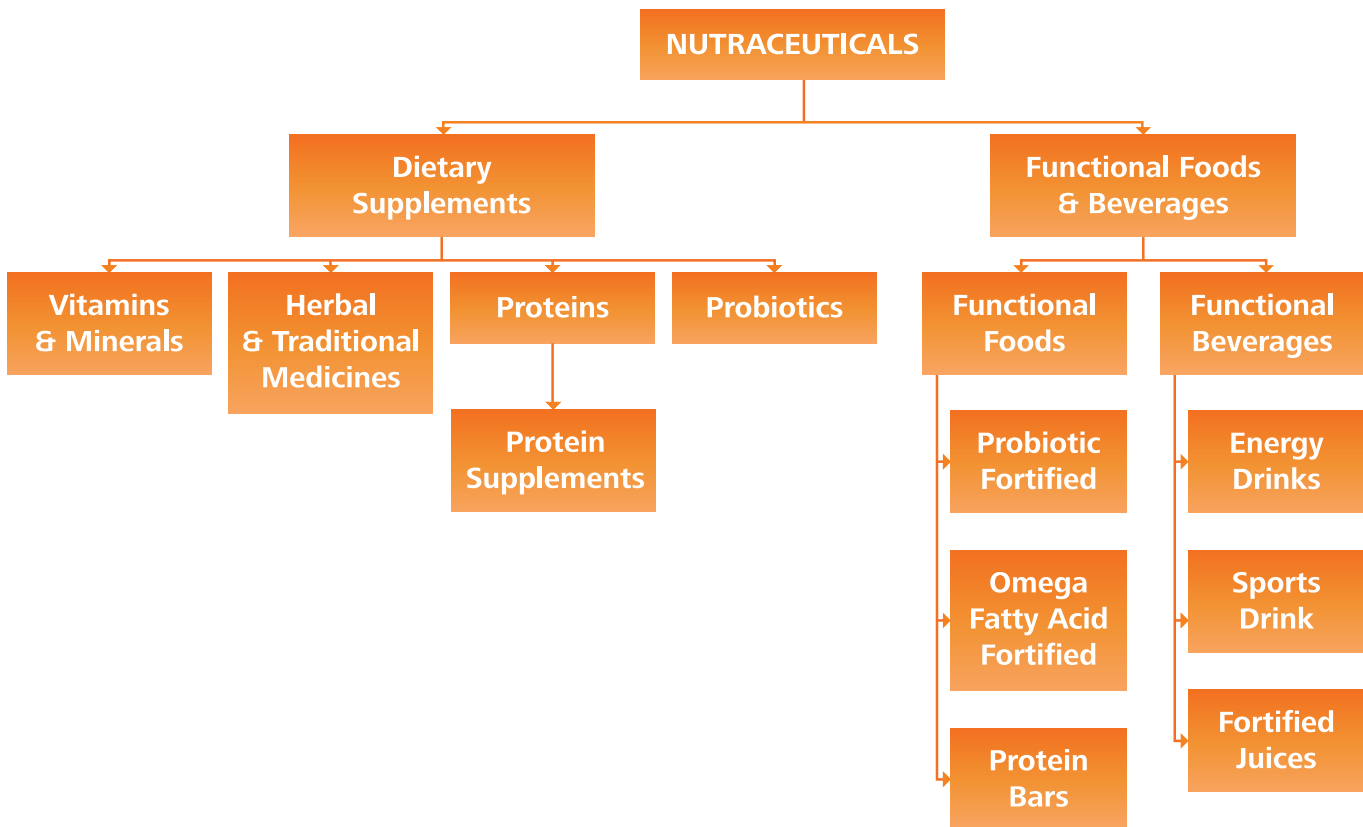 NUTRACEUTICALS
Dietary
Supplements
Functional Foods
& Beverages
Vitamins
& Minerals
Herbal
& Traditional
Medicines
Proteins
Probiotics
Functional
Foods
Functional
Beverages
Protein
Supplements
Probiotic
Fortified
Energy
Drinks
Omega
Fatty Acid
Fortified
Sports
Drink
Protein
Bars
Fortified
Juices